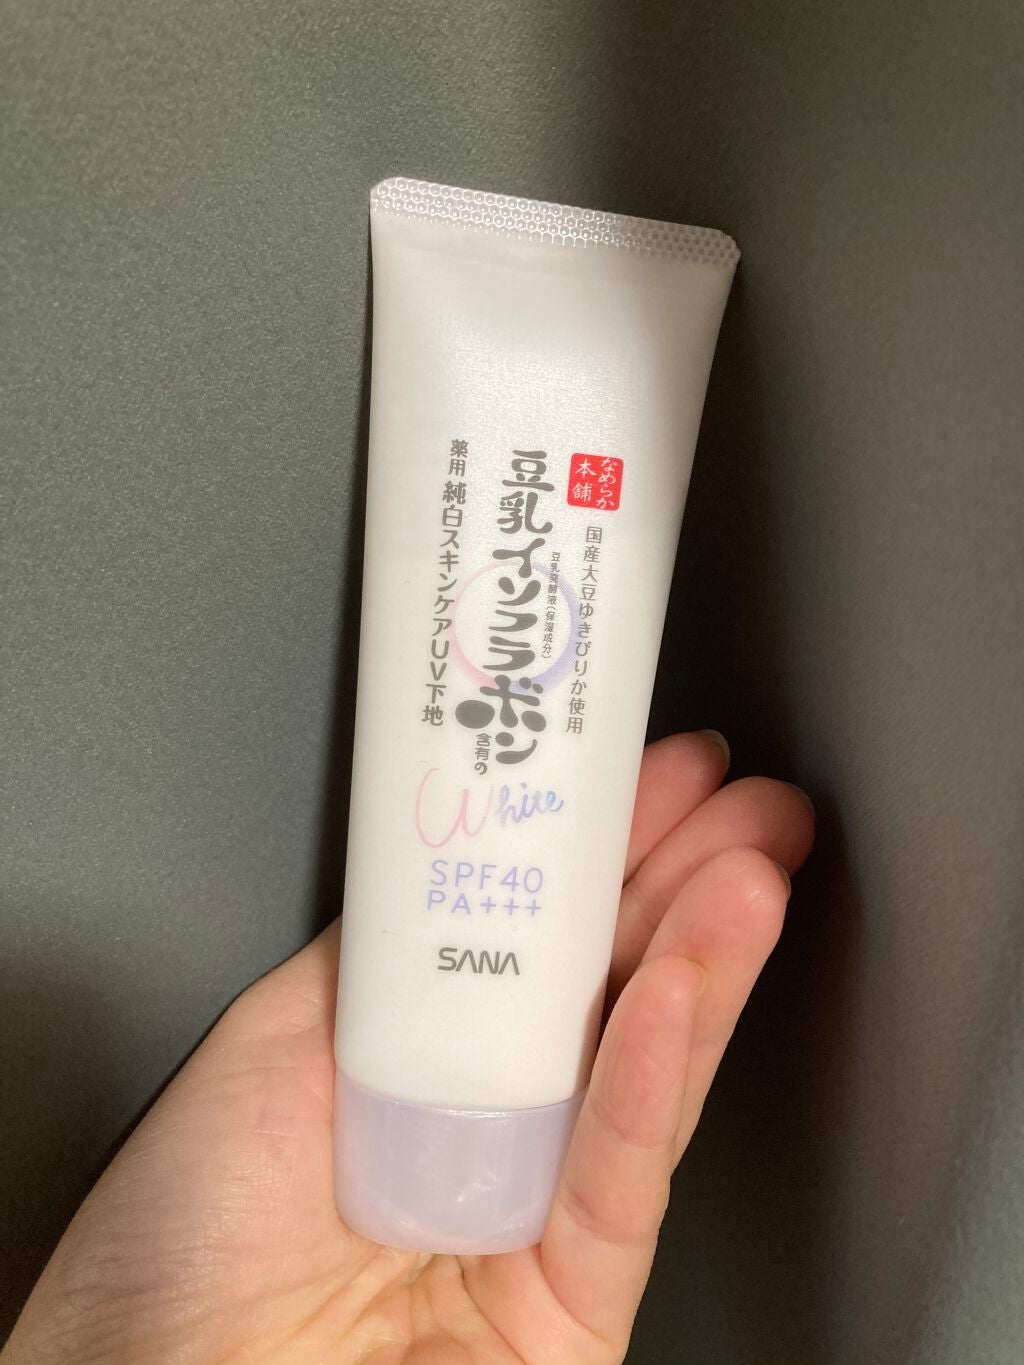 なめらか
本舗
国産大豆ゆきぴりか使用
豆乳発酵液(保湿成分)
豆乳イソフラボン
含有の
薬用 純白スキンケアUV下地
White
SPF40
PA+++
SANA